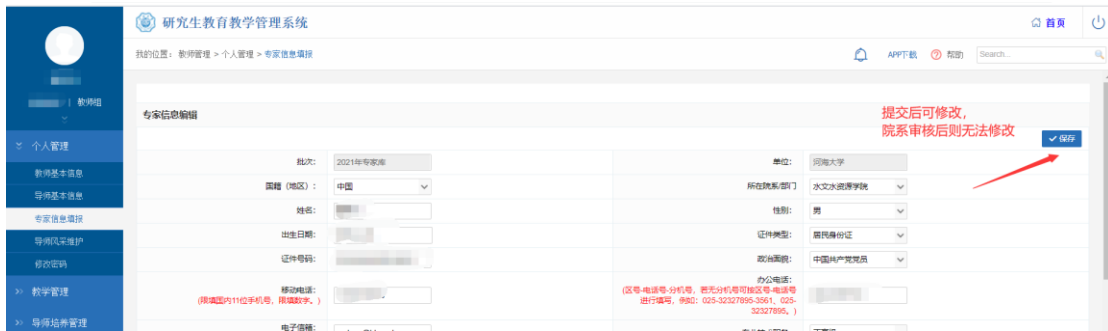 研究生教育教学管理系统
首页
我的位置： 教师管理 > 个人管理 > 专家信息填报
APP下载
帮助
Search...
| 教师组
个人管理
教师基本信息
导师基本信息
专家信息填报
导师风采维护
修改密码
教学管理
导师培养管理
专家信息编辑
提交后可修改，
院系审核后则无法修改
保存
批次： 2021年专家库
单位： 河海大学
国籍（地区）： 中国
所在院系/部门 水文水资源学院
姓名：
性别： 男
出生日期：
证件类型： 居民身份证
证件号码：
政治面貌： 中国共产党党员
移动电话：
(限填国内11位手机号，限填数字。)
办公电话：
(区号-电话号-分机号，若无分机号可按区号-电话号
进行填写，例如：025-32327895-3561、025-
32327895。)
电子信箱：